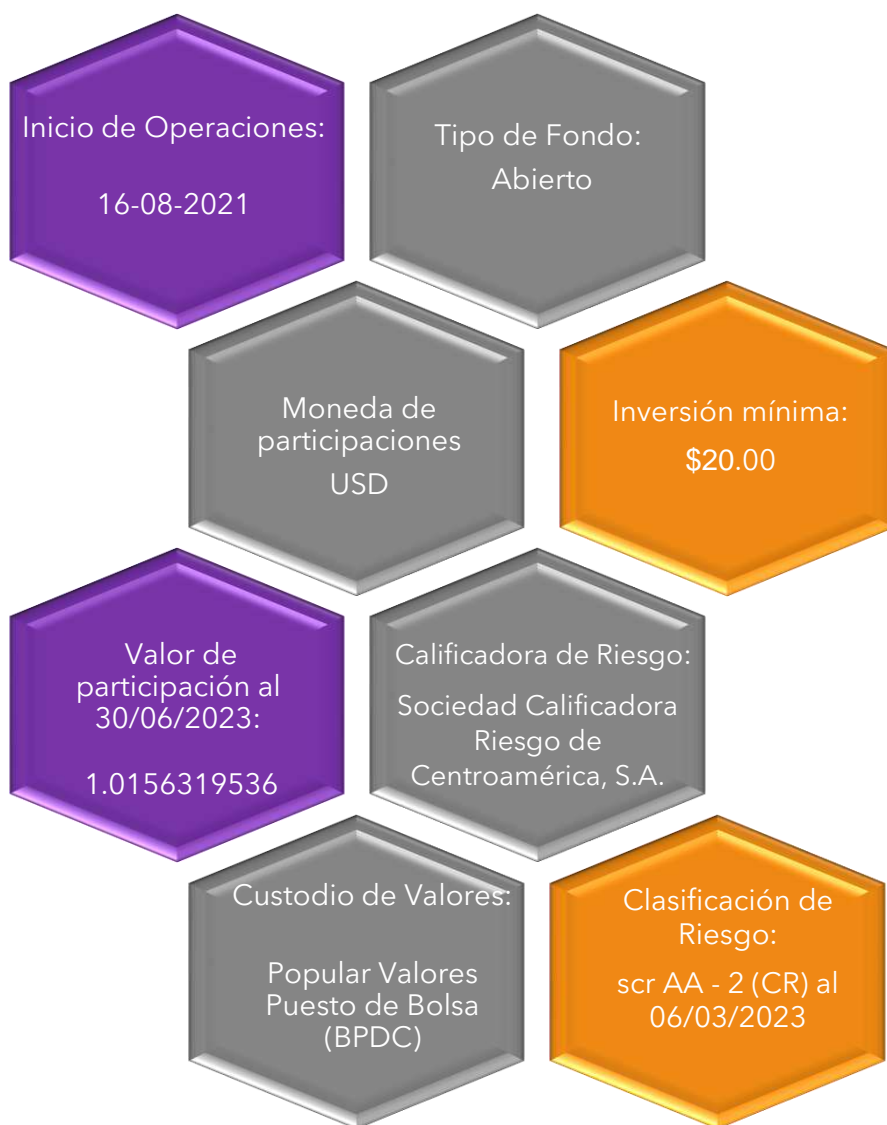 Inicio de Operaciones:
16-08-2021
Tipo de Fondo:
Abierto
Moneda de
participaciones
USD
Inversión mínima:
$20.00
Valor de
participación al
30/06/2023:
1.0156319536
Calificadora de Riesgo:
Sociedad Calificadora
Riesgo de
Centroamérica, S.A.
Custodio de Valores:
Popular Valores
Puesto de Bolsa
(BPDC)
Clasificación de
Riesgo:
scr AA - 2 (CR) al
06/03/2023